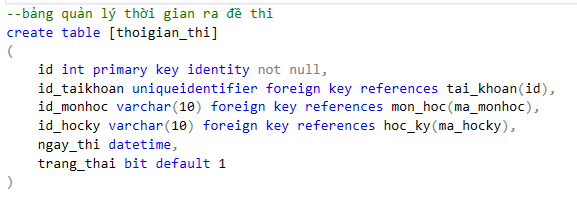 --bảng quản lý thời gian ra đề thi
create table [thoigian_thi]
(
    id int primary key identity not null,
    id_taikhoan uniqueidentifier foreign key references tai_khoan(id),
    id_monhoc varchar(10) foreign key references mon_hoc(ma_monhoc),
    id_hocky varchar(10) foreign key references hoc_ky(ma_hocky),
    ngay_thi datetime,
    trang_thai bit default 1
)